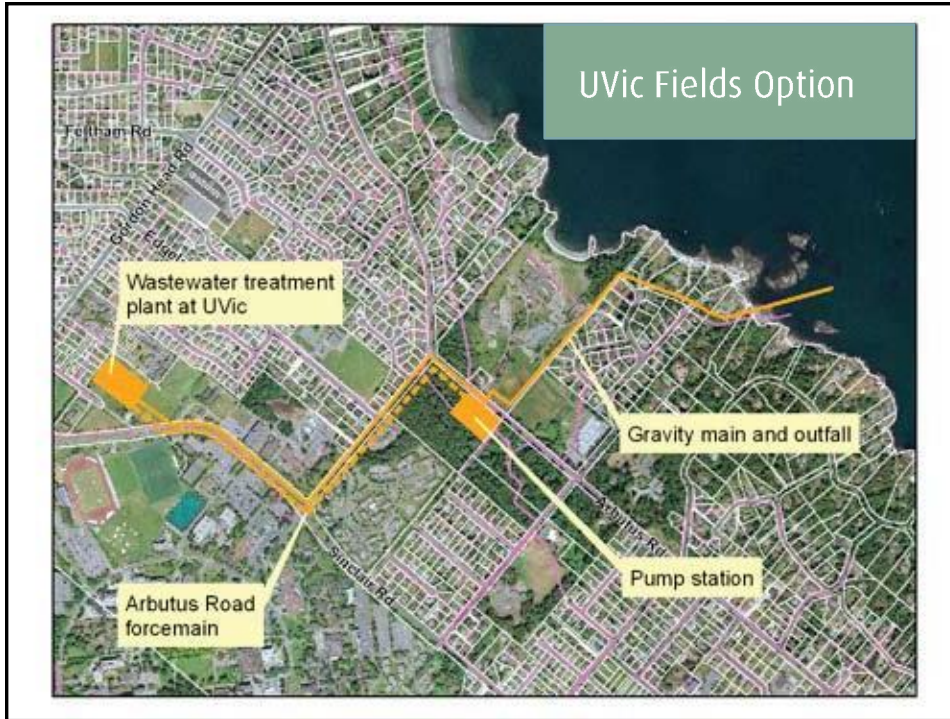 UVic Fields Option
Feltham Rd
Gordon Head Rd
Wastewater treatment
plant at UVic
Gravity main and outfall
Arbutus Rd
Sinclair Rd
Pump station
Arbutus Road
forcemain